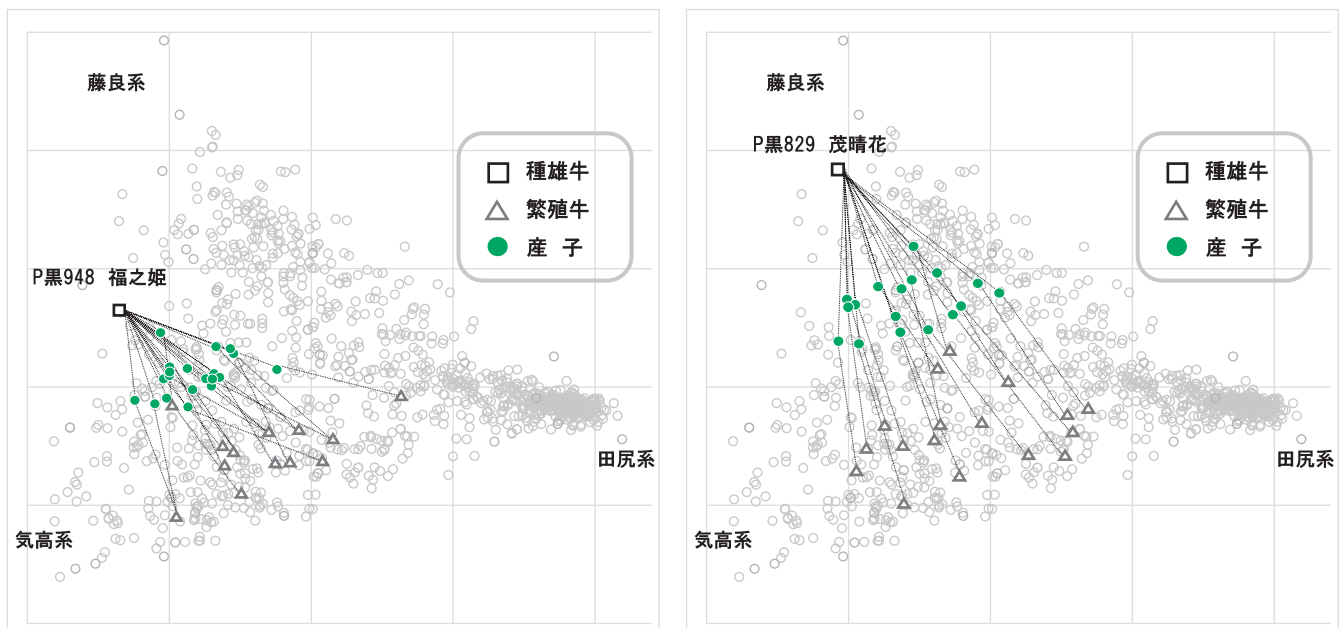 藤良系
種雄牛
繁殖牛
産 子
P黒948 福之姫
田尻系
気高系
藤良系
P黒829 茂晴花
種雄牛
繁殖牛
産 子
田尻系
気高系